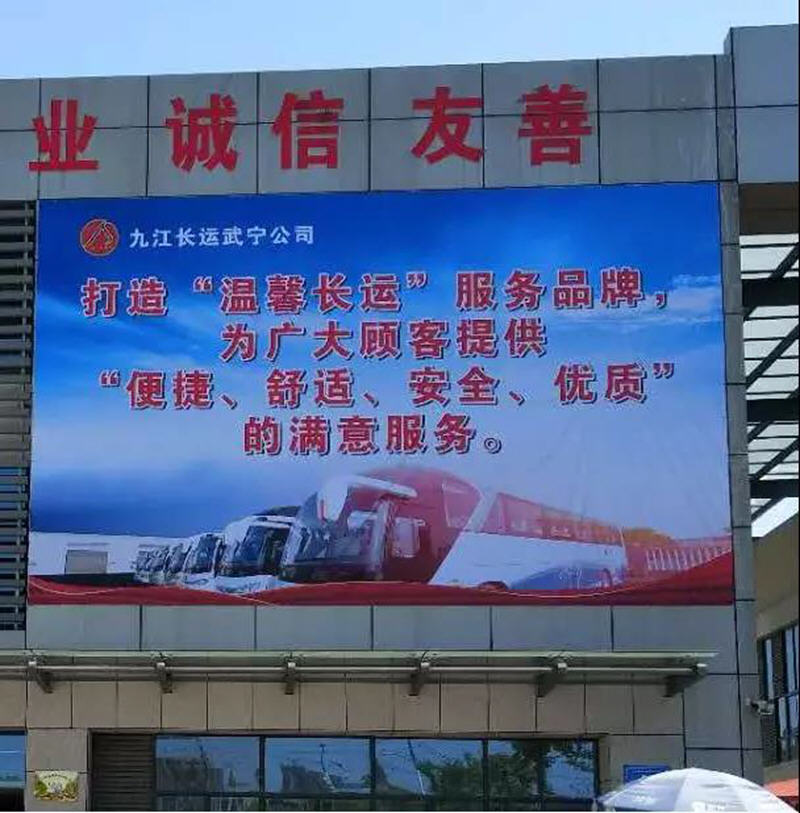 业 诚信 友善
九江长运武宁公司
打造“温馨长运”服务品牌，
为广大顾客提供
“便捷、舒适、安全、优质”
的满意服务。